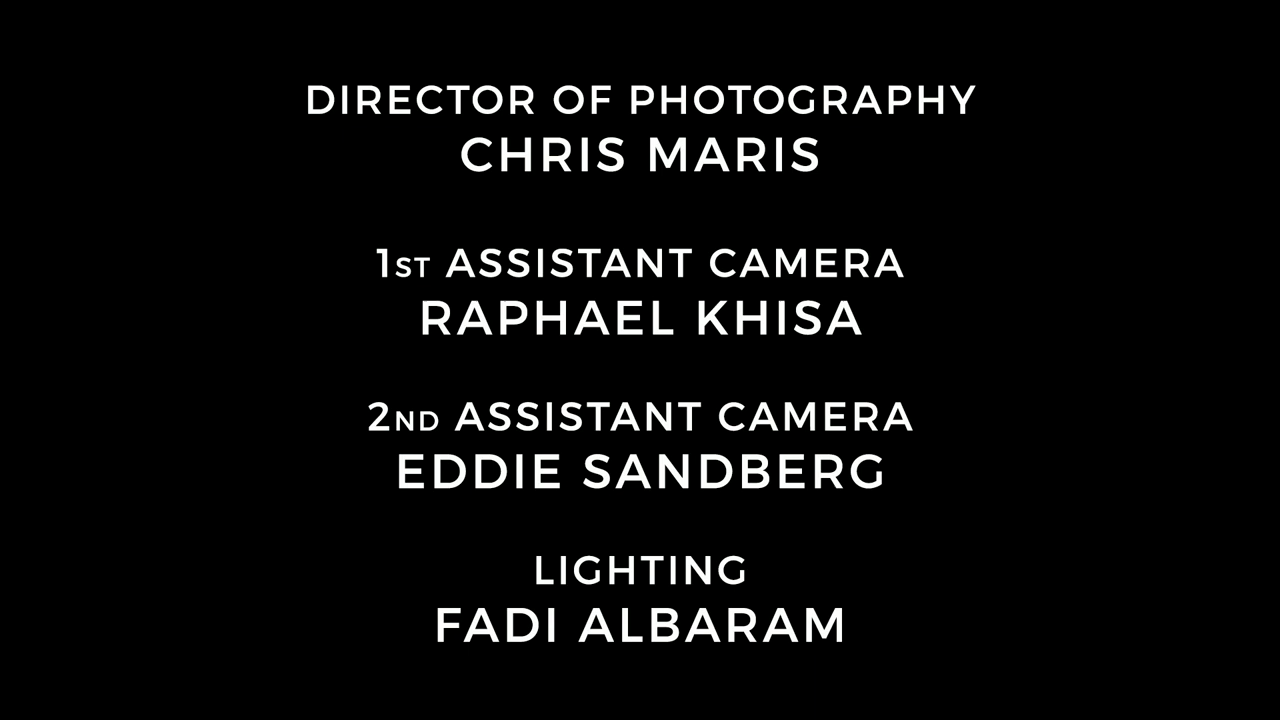 DIRECTOR OF PHOTOGRAPHY
CHRIS MARIS
1ST ASSISTANT CAMERA
RAPHAEL KHISA
2ND ASSISTANT CAMERA
EDDIE SANDBERG
LIGHTING
FADI ALBARAM